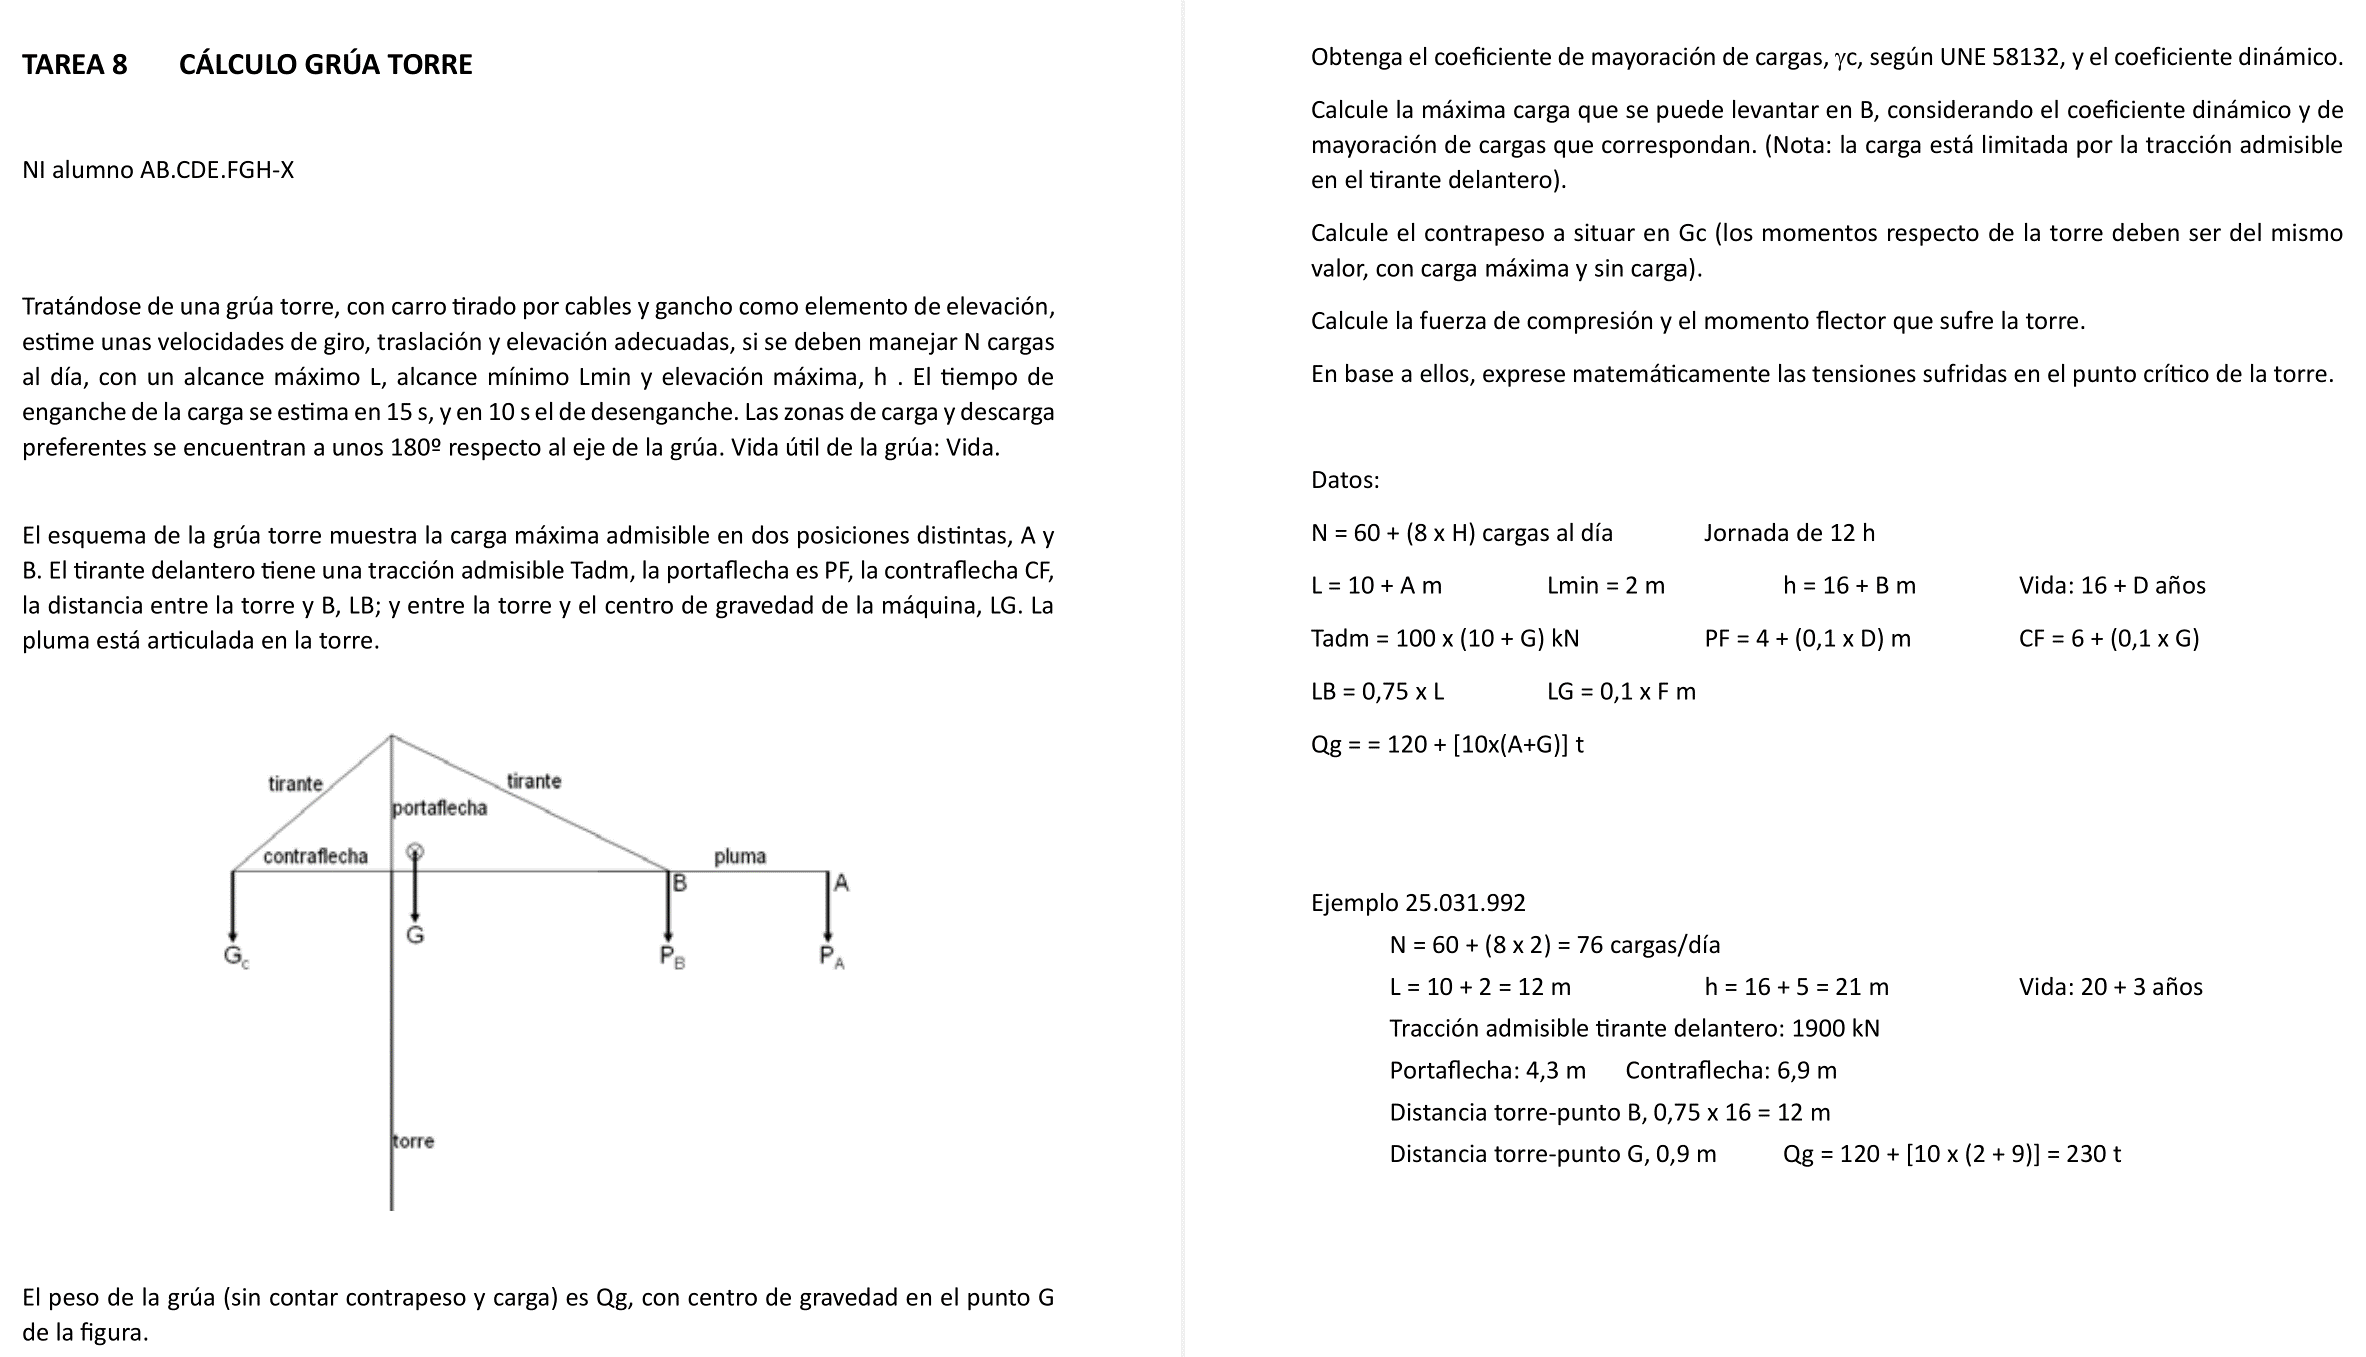 TAREA 8 CÁLCULO GRÚA TORRE
NI alumno AB.CDE.FGH-X
Tratándose de una grúa torre, con carro tirado por cables y gancho como elemento de elevación,
estime unas velocidades de giro, traslación y elevación adecuadas, si se deben manejar N cargas
al día, con un alcance máximo L, alcance mínimo Lmin y elevación máxima, h . El tiempo de
enganche de la carga se estima en 15 s, y en 10 s el de desenganche. Las zonas de carga y descarga
preferentes se encuentran a unos 180º respecto al eje de la grúa. Vida útil de la grúa: Vida.
El esquema de la grúa torre muestra la carga máxima admisible en dos posiciones distintas, A y
B. El tirante delantero tiene una tracción admisible Tadm, la portaflecha es PF, la contraflecha CF,
la distancia entre la torre y B, LB; y entre la torre y el centro de gravedad de la máquina, LG. La
pluma está articulada en la torre.
tirante
tirante
portaflecha
contraflecha
pluma
B
A
G
Gc
PB
PA
torre
El peso de la grúa (sin contar contrapeso y carga) es Qg, con centro de gravedad en el punto G
de la figura.
Obtenga el coeficiente de mayoración de cargas, γc, según UNE 58132, y el coeficiente dinámico.
Calcule la máxima carga que se puede levantar en B, considerando el coeficiente dinámico y de
mayoración de cargas que correspondan. (Nota: la carga está limitada por la tracción admisible
en el tirante delantero).
Calcule el contrapeso a situar en Gc (los momentos respecto de la torre deben ser del mismo
valor, con carga máxima y sin carga).
Calcule la fuerza de compresión y el momento flector que sufre la torre.
En base a ellos, exprese matemáticamente las tensiones sufridas en el punto crítico de la torre.
Datos:
N = 60 + (8 x H) cargas al día Jornada de 12 h
L = 10 + A m Lmin = 2 m h = 16 + B m Vida: 16 + D años
Tadm = 100 x (10 + G) kN PF = 4 + (0,1 x D) m CF = 6 + (0,1 x G)
LB = 0,75 x L LG = 0,1 x F m
Qg = = 120 + [10x(A+G)] t
Ejemplo 25.031.992
N = 60 + (8 x 2) = 76 cargas/día
L = 10 + 2 = 12 m h = 16 + 5 = 21 m Vida: 20 + 3 años
Tracción admisible tirante delantero: 1900 kN
Portaflecha: 4,3 m Contraflecha: 6,9 m
Distancia torre-punto B, 0,75 x 16 = 12 m
Distancia torre-punto G, 0,9 m Qg = 120 + [10 x (2 + 9)] = 230 t